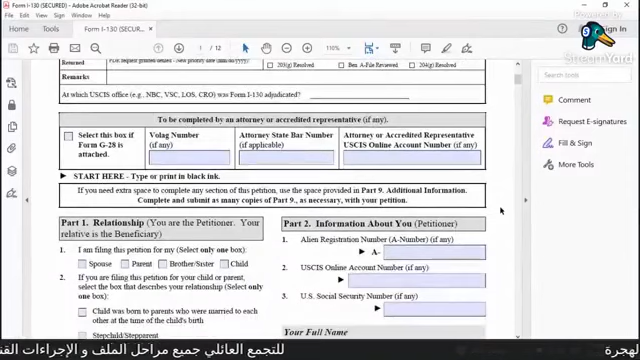 Form I-130 (SECURED) - Adobe Acrobat Reader (32-bit)
File Edit View Sign Window Help
Home Tools Form I-130 (SECURED... × Sign In
Powered by
StreamYard
1 / 12 110%
Returned
203(g) Resumed
204(g) Resumed
Remarks
At which USCIS office (e.g., NBC, VSC, LOS, CRO) was Form I-130 adjudicated?
To be completed by an attorney or accredited representative (if any).
Select this box if Form G-28 is attached.
Volag Number (if any)
Attorney State Bar Number (if applicable)
Attorney or Accredited Representative USCIS Online Account Number (if any)
START HERE - Type or print in black ink.
If you need extra space to complete any section of this petition, use the space provided in Part 9. Additional Information.
Complete and submit as many copies of Part 9., as necessary, with your petition.
Part 1. Relationship (You are the Petitioner. Your relative is the Beneficiary)
1. I am filing this petition for my (Select only one box):
Spouse Parent Brother/Sister Child
2. If you are filing this petition for your child or parent, select the box that describes your relationship (Select only one box):
Child was born to parents who were married to each other at the time of the child's birth
Stepchild/Stepparent
Part 2. Information About You (Petitioner)
1. Alien Registration Number (A-Number) (if any)
A-
2. USCIS Online Account Number (if any)
3. U.S. Social Security Number (if any)
Your Full Name
Search tools
Comment
Request E-signatures
Fill & Sign
More Tools
للتجمع العائلي جميع مراحل الملف و الإجراءات